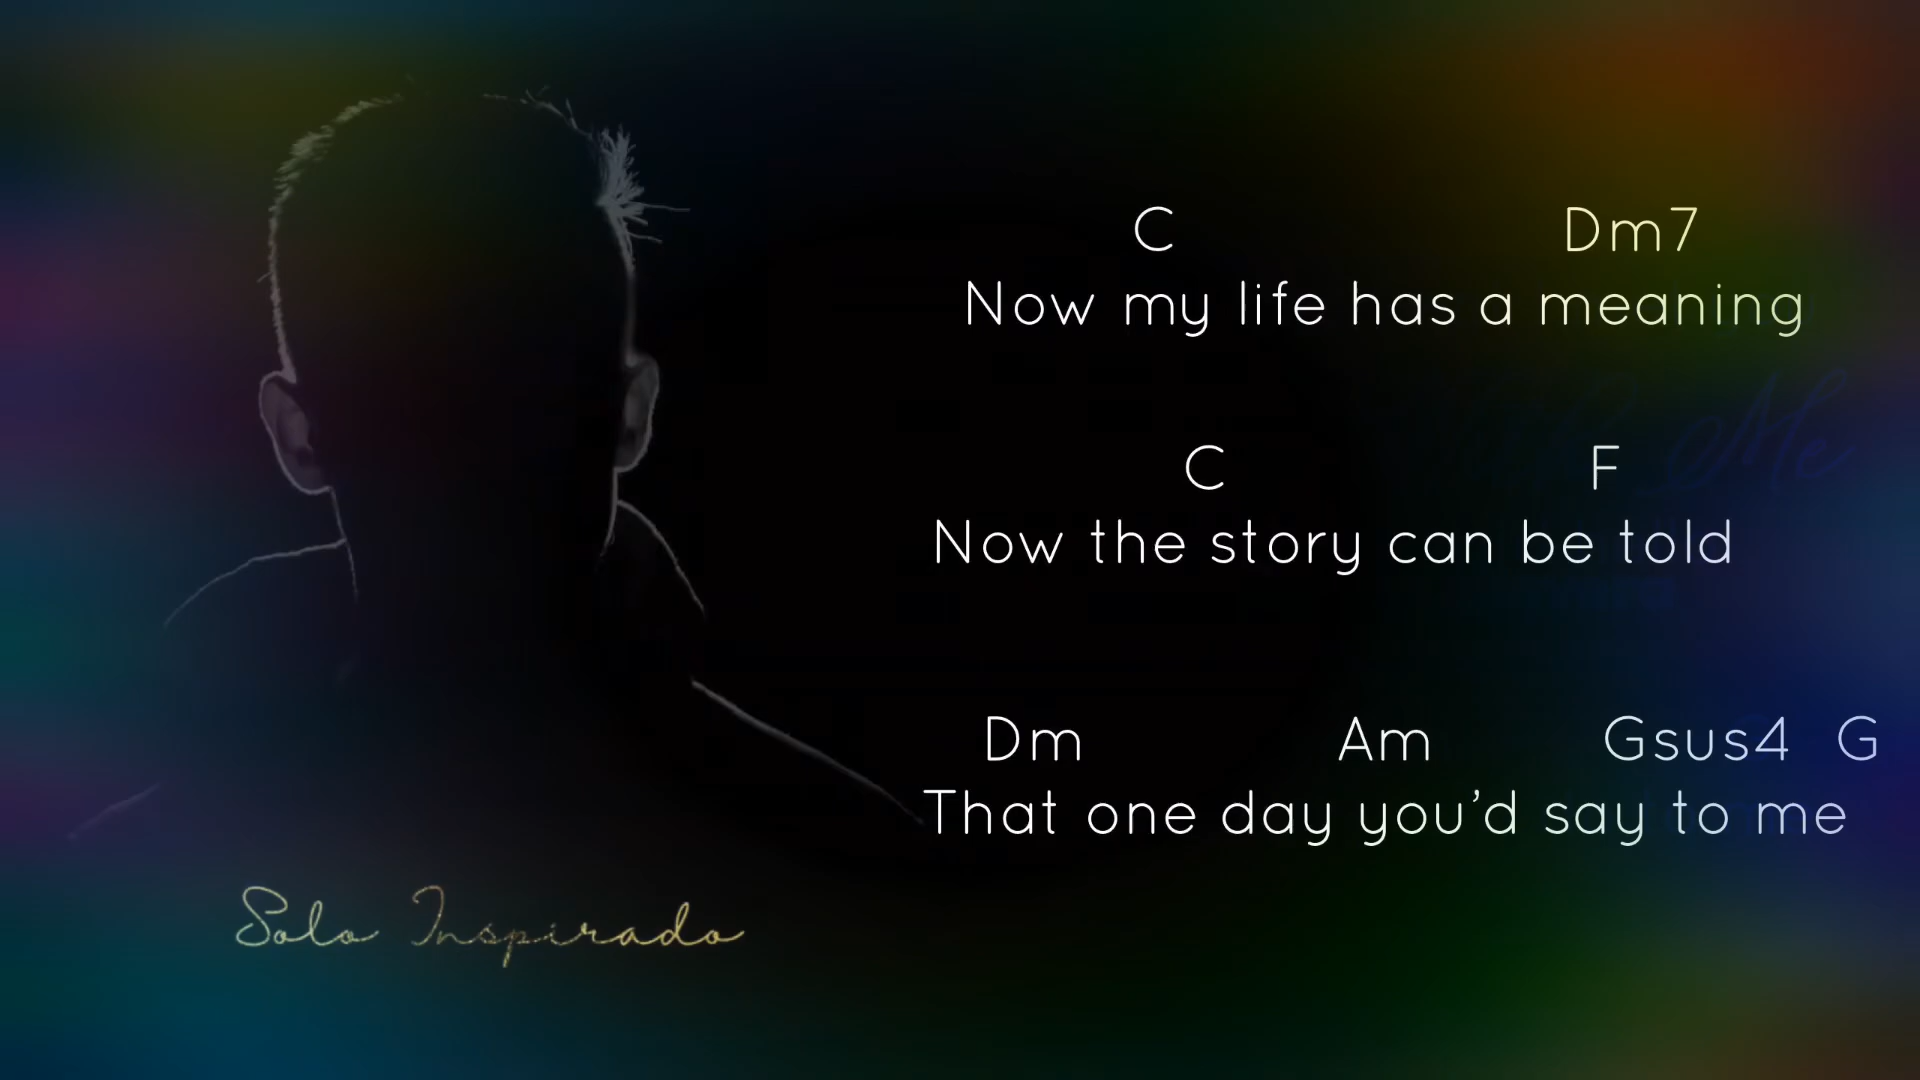 C Dm7
Now my life has a meaning
Me
C F
Now the story can be told
Dm Am Gsus4 G
That one day you’d say to me
Solo Inspirado